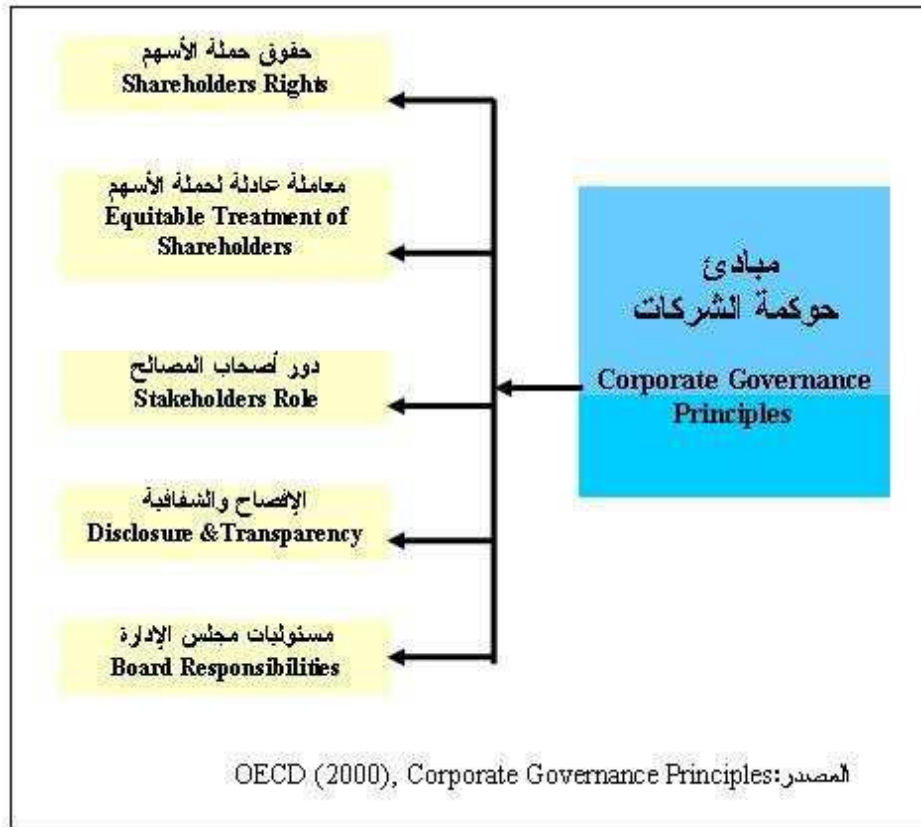 حقوق حملة الأسهم
Shareholders Rights
معاملة عادلة لحملة الأسهم
Equitable Treatment of
Shareholders
دور أصحاب المصالح
Stakeholders Role
الإفصاح والشفافية
Disclosure &Transparency
مسئوليات مجلس الإدارة
Board Responsibilities
مبادئ
حوكمة الشركات
Corporate Governance
Principles
المصدر:OECD (2000), Corporate Governance Principles